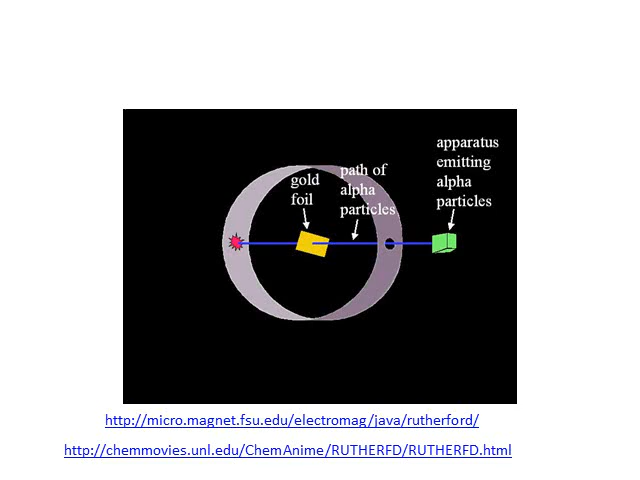 gold
foil
path of
alpha
particles
apparatus
emitting
alpha
particles
http://micro.magnet.fsu.edu/electromag/java/rutherford/
http://chemmovies.unl.edu/ChemAnime/RUTHERFD/RUTHERFD.html